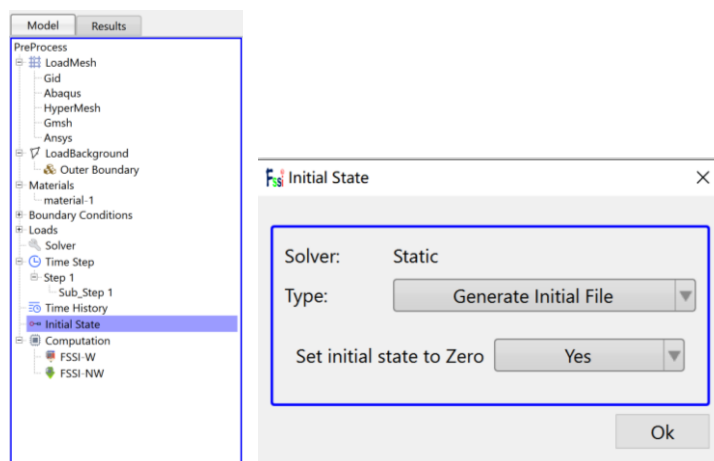 Model Results
PreProcess
LoadMesh
Gid
Abaqus
HyperMesh
Gmsh
Ansys
LoadBackground
Outer Boundary
Materials
material-1
Boundary Conditions
Loads
Solver
Time Step
Step 1
Sub_Step 1
Time History
Initial State
Computation
FSSI-W
FSSI-NW
Fssi Initial State
Solver: Static
Type: Generate Initial File
Set initial state to Zero Yes
Ok